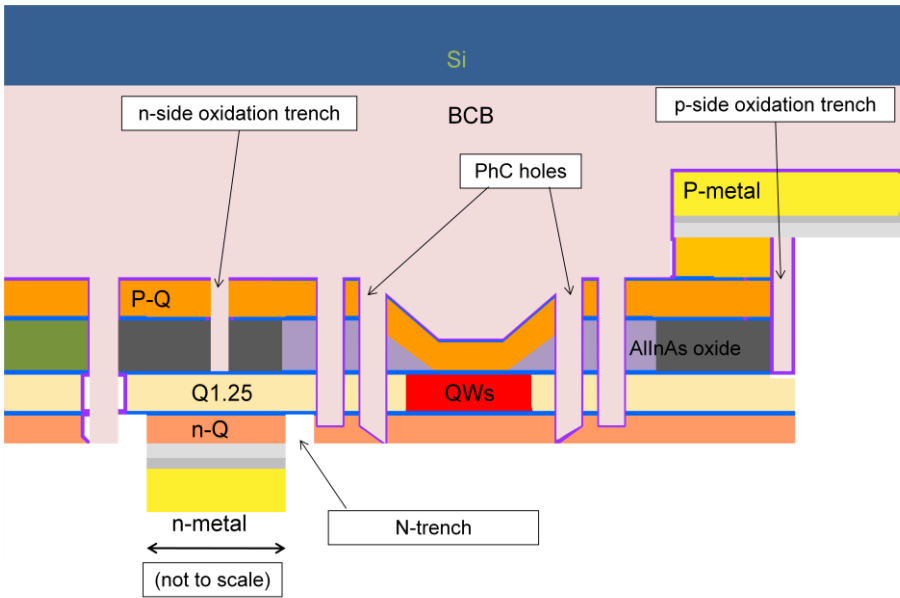 Si
n-side oxidation trench
p-side oxidation trench
BCB
PhC holes
P-metal
P-Q
AlInAs oxide
Q1.25
QWs
n-Q
n-metal
N-trench
(not to scale)